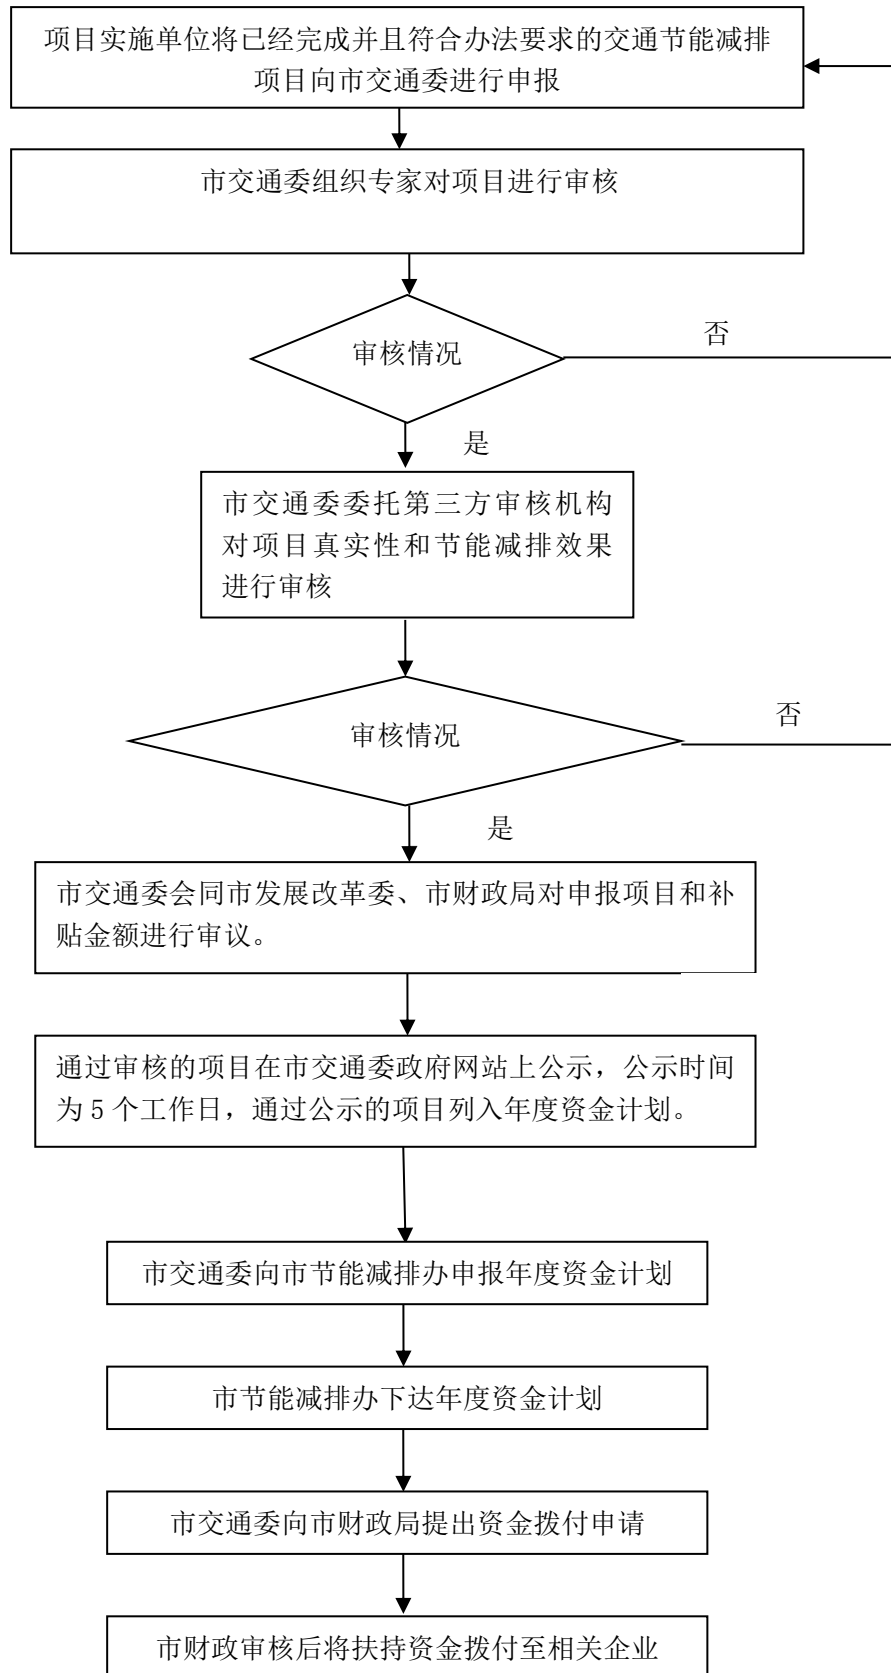 项目实施单位将已经完成并且符合办法要求的交通节能减排
项目向市交通委进行申报
市交通委组织专家对项目进行审核
审核情况
否
是
市交通委委托第三方审核机构
对项目真实性和节能减排效果
进行审核
审核情况
否
是
市交通委会同市发展改革委、市财政局对申报项目和补
贴金额进行审议。
通过审核的项目在市交通委政府网站上公示，公示时间
为 5 个工作日，通过公示的项目列入年度资金计划。
市交通委向市节能减排办申报年度资金计划
市节能减排办下达年度资金计划
市交通委向市财政局提出资金拨付申请
市财政审核后将扶持资金拨付至相关企业